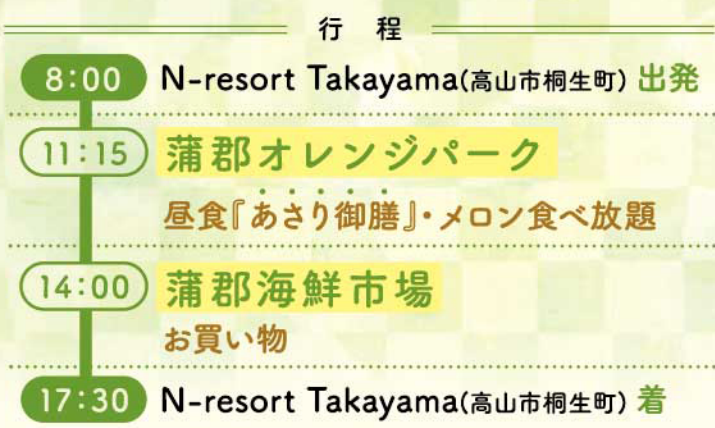 行 程
8:00 N-resort Takayama(高山市桐生町) 出発
11:15 蒲郡オレンジパーク
昼食『あさり御膳』・メロン食べ放題
14:00 蒲郡海鮮市場
お買い物
17:30 N-resort Takayama(高山市桐生町) 着